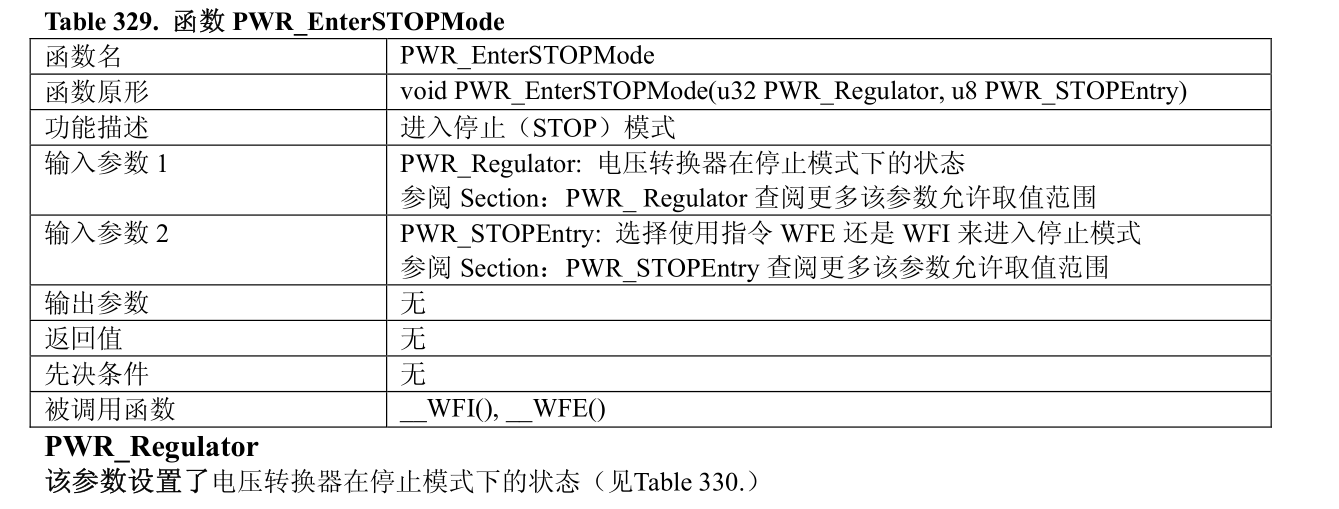 Table 329. 函数 PWR_EnterSTOPMode
函数名 PWR_EnterSTOPMode
函数原形 void PWR_EnterSTOPMode(u32 PWR_Regulator, u8 PWR_STOPEntry)
功能描述 进入停止（STOP）模式
输入参数 1 PWR_Regulator: 电压转换器在停止模式下的状态
参阅 Section：PWR_ Regulator 查阅更多该参数允许取值范围
输入参数 2 PWR_STOPEntry: 选择使用指令 WFE 还是 WFI 来进入停止模式
参阅 Section：PWR_STOPEntry 查阅更多该参数允许取值范围
输出参数 无
返回值 无
先决条件 无
被调用函数 __WFI(), __WFE()
PWR_Regulator
该参数设置了电压转换器在停止模式下的状态（见Table 330.）